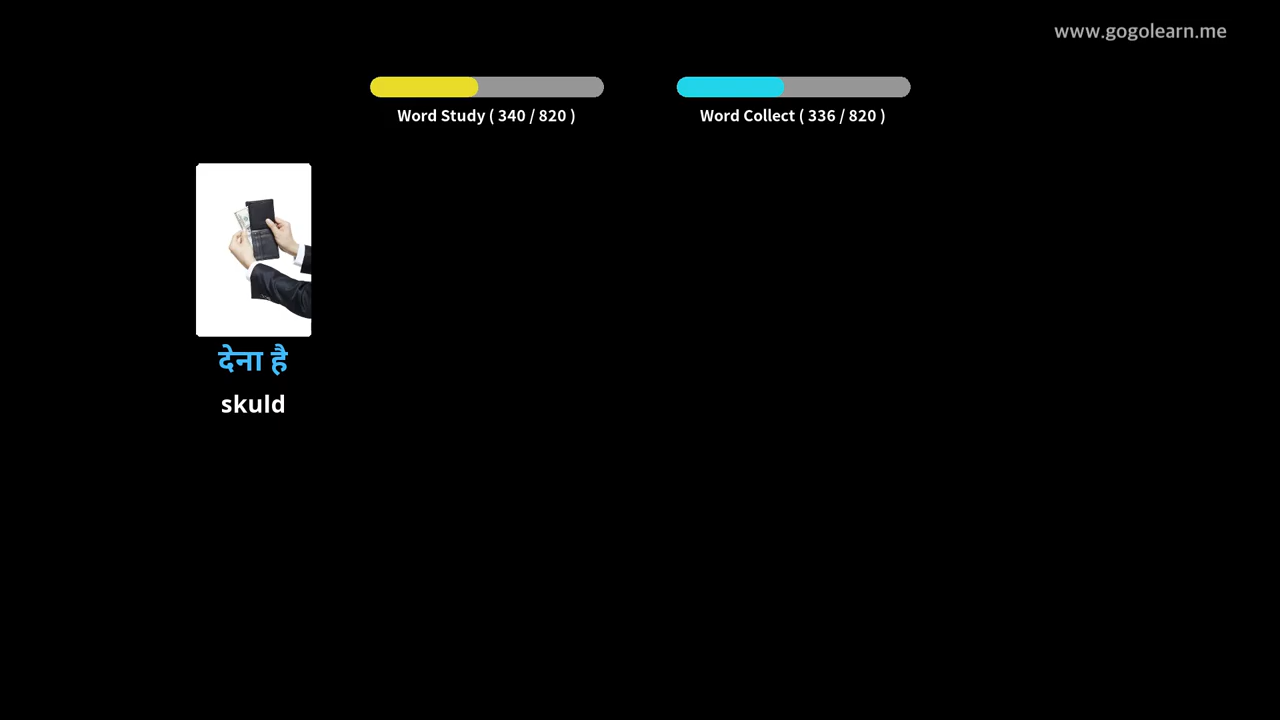 www.gogolearn.me
Word Study ( 340 / 820 )
Word Collect ( 336 / 820 )
देना है
skuld